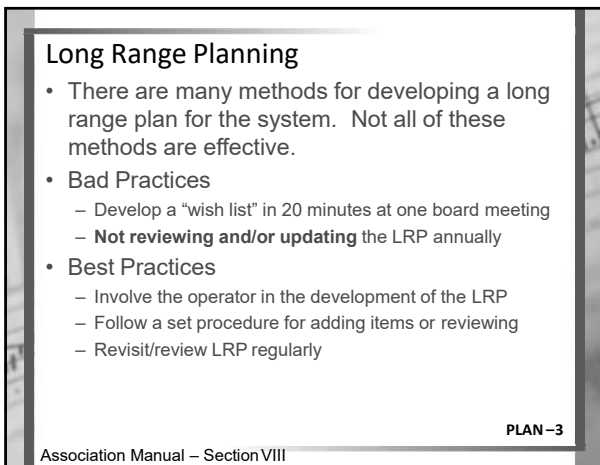 Long Range Planning
• There are many methods for developing a long
range plan for the system. Not all of these
methods are effective.
• Bad Practices
– Develop a “wish list” in 20 minutes at one board meeting
– Not reviewing and/or updating the LRP annually
• Best Practices
– Involve the operator in the development of the LRP
– Follow a set procedure for adding items or reviewing
– Revisit/review LRP regularly
PLAN–3
Association Manual – Section VIII